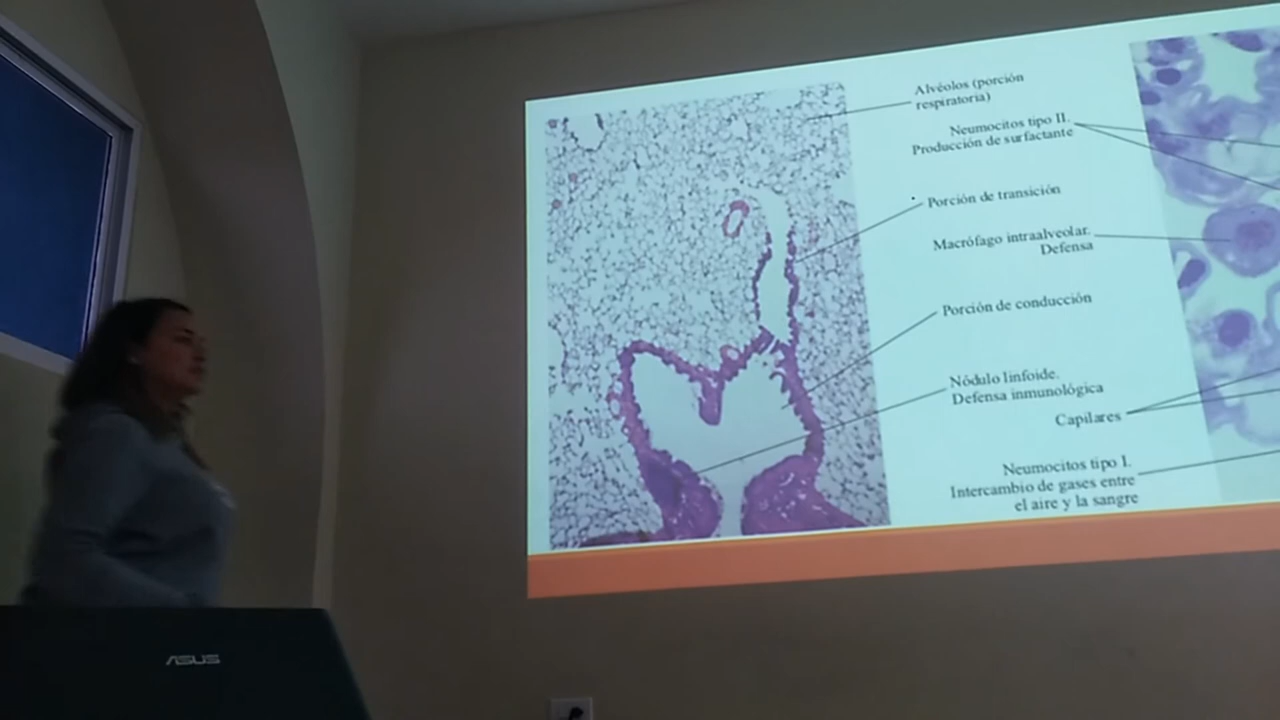 Alvéolos (porción
respiratoria)
Neumocitos tipo II.
Producción de surfactante
Porción de transición
Macrófago intraalveolar.
Defensa
Porción de conducción
Nódulo linfoide.
Defensa inmunológica
Capilares
Neumocitos tipo I.
Intercambio de gases entre
el aire y la sangre
ASUS